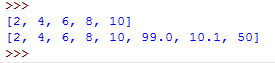 >>>
[2, 4, 6, 8, 10]
[2, 4, 6, 8, 10, 99.0, 10.1, 50]
>>>